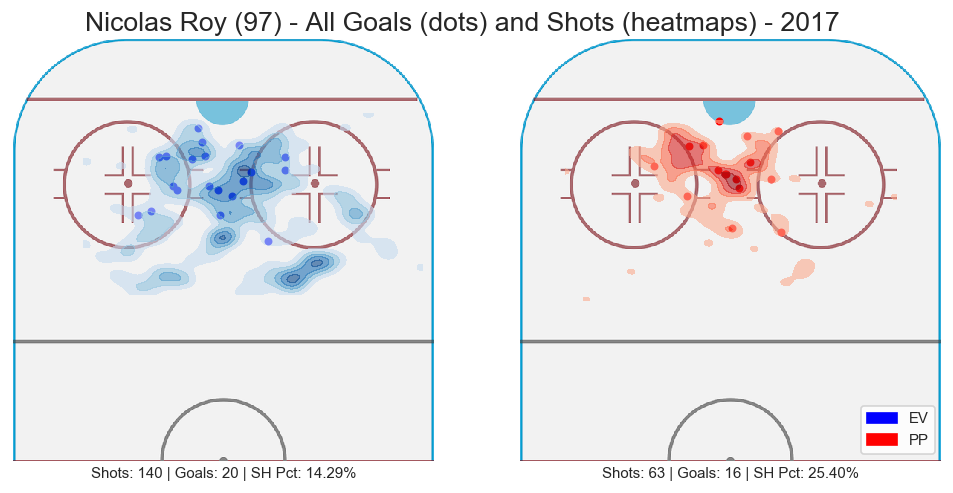 Nicolas Roy (97) - All Goals (dots) and Shots (heatmaps) - 2017
EV
PP
Shots: 140 | Goals: 20 | SH Pct: 14.29%
Shots: 63 | Goals: 16 | SH Pct: 25.40%